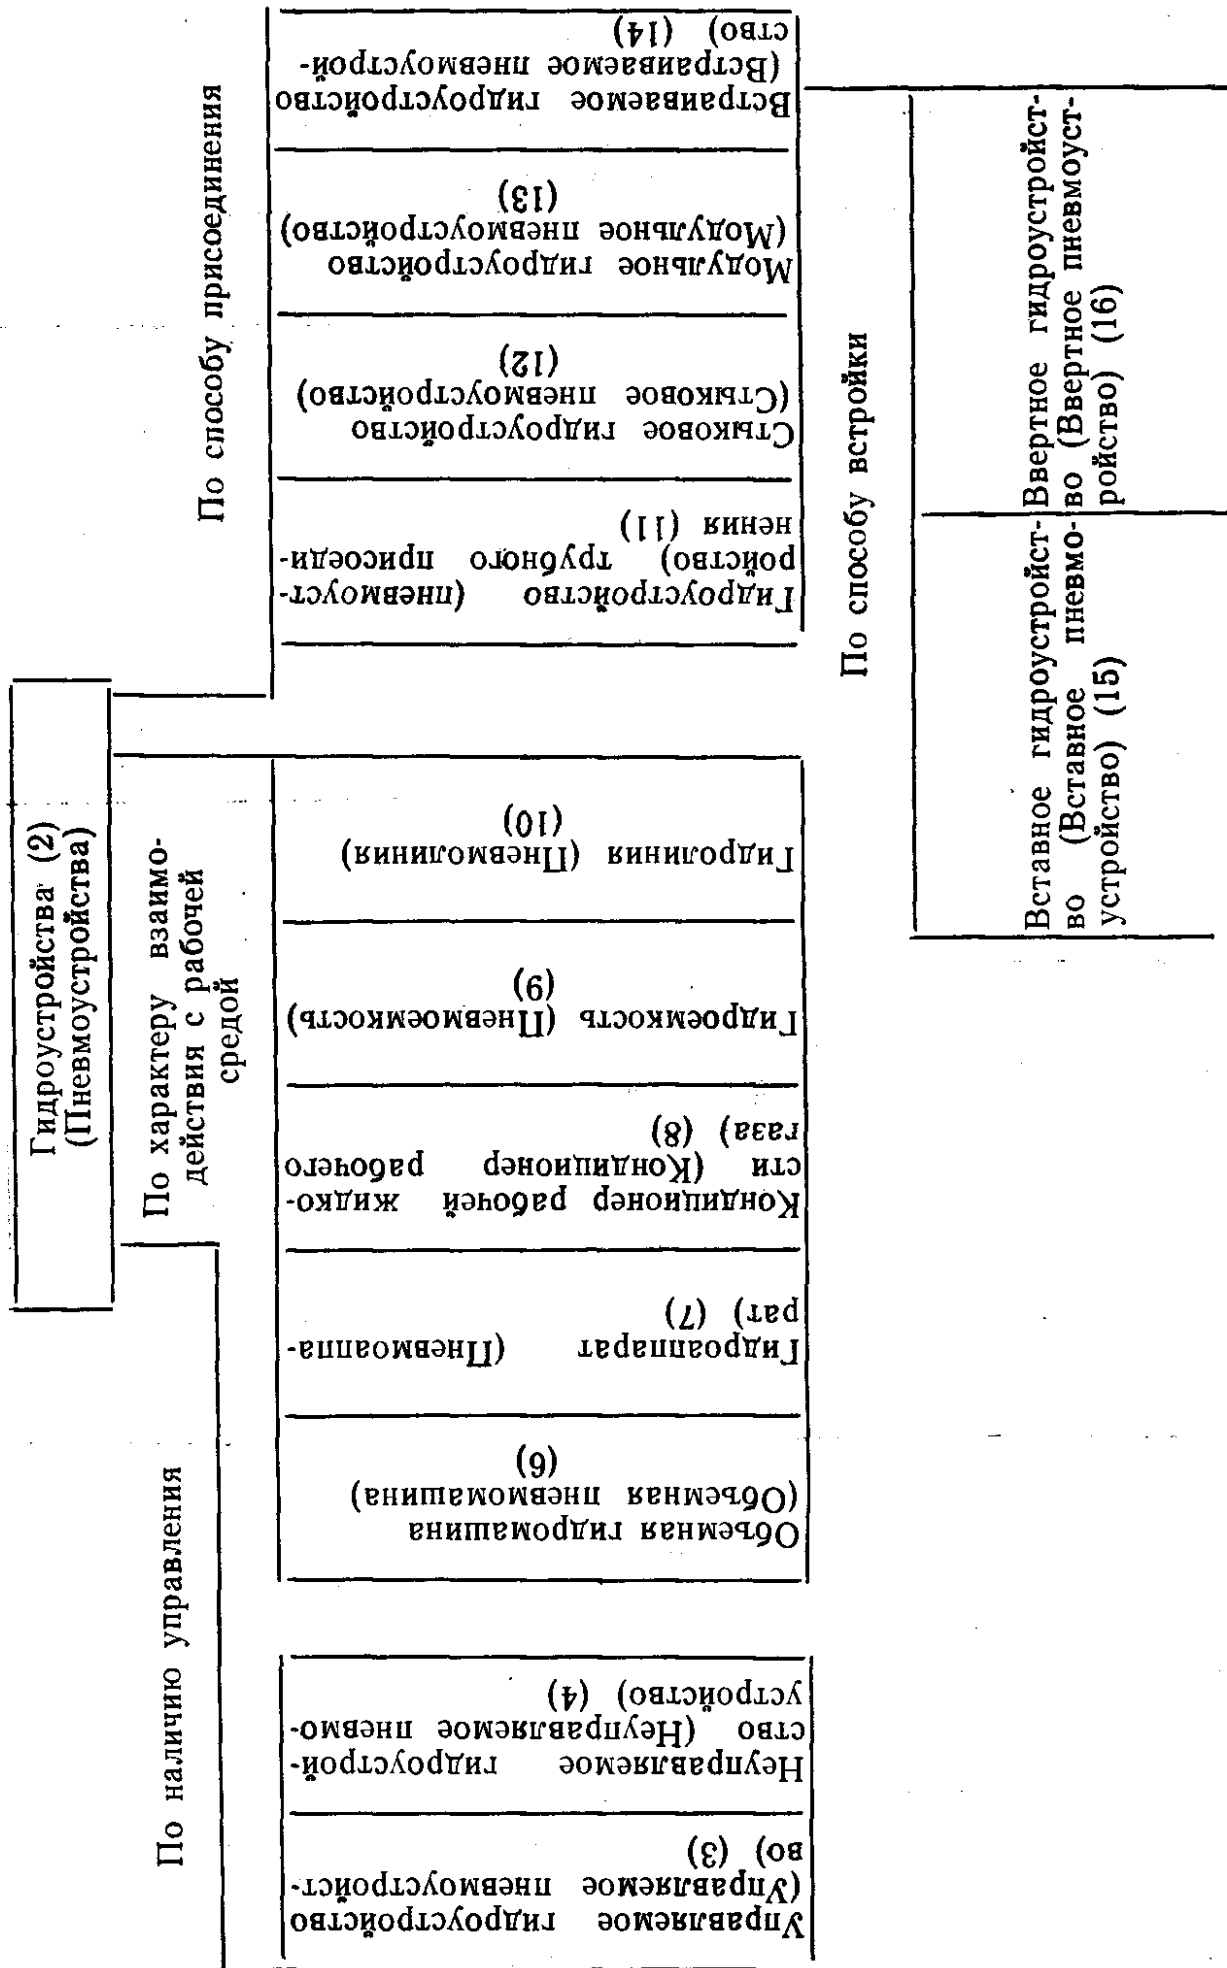 Гидроустройства (2)
(Пневмоустройства)
По наличию управления
По характеру взаимо-
действия с рабочей
средой
По способу присоединения
Управляемое гидроустройство
(Управляемое пневмоустройст-
во) (3)
Неуправляемое гидроустрой-
ство (Неуправляемое пневмо-
устройство) (4)
Объемная гидромашина
(Объемная пневмомашина)
(6)
Гидроаппарат (Пневмоаппа-
рат) (7)
Кондиционер рабочей жидко-
сти (Кондиционер рабочего
газа) (8)
Гидроемкость (Пневмоемкость)
(9)
Гидролиния (Пневмолиния)
(10)
Гидроустройство (пневмоуст-
ройство) трубного присоеди-
нения (11)
Стыковое гидроустройство
(Стыковое пневмоустройство)
(12)
Модульное гидроустройство
(Модульное пневмоустройство)
(13)
Встраиваемое гидроустройство
(Встраиваемое пневмоустрой-
ство) (14)
По способу встройки
Вставное гидроустройст-
во (Вставное пневмо-
устройство) (15)
Ввертное гидроустройст-
во (Ввертное пневмоуст-
ройство) (16)